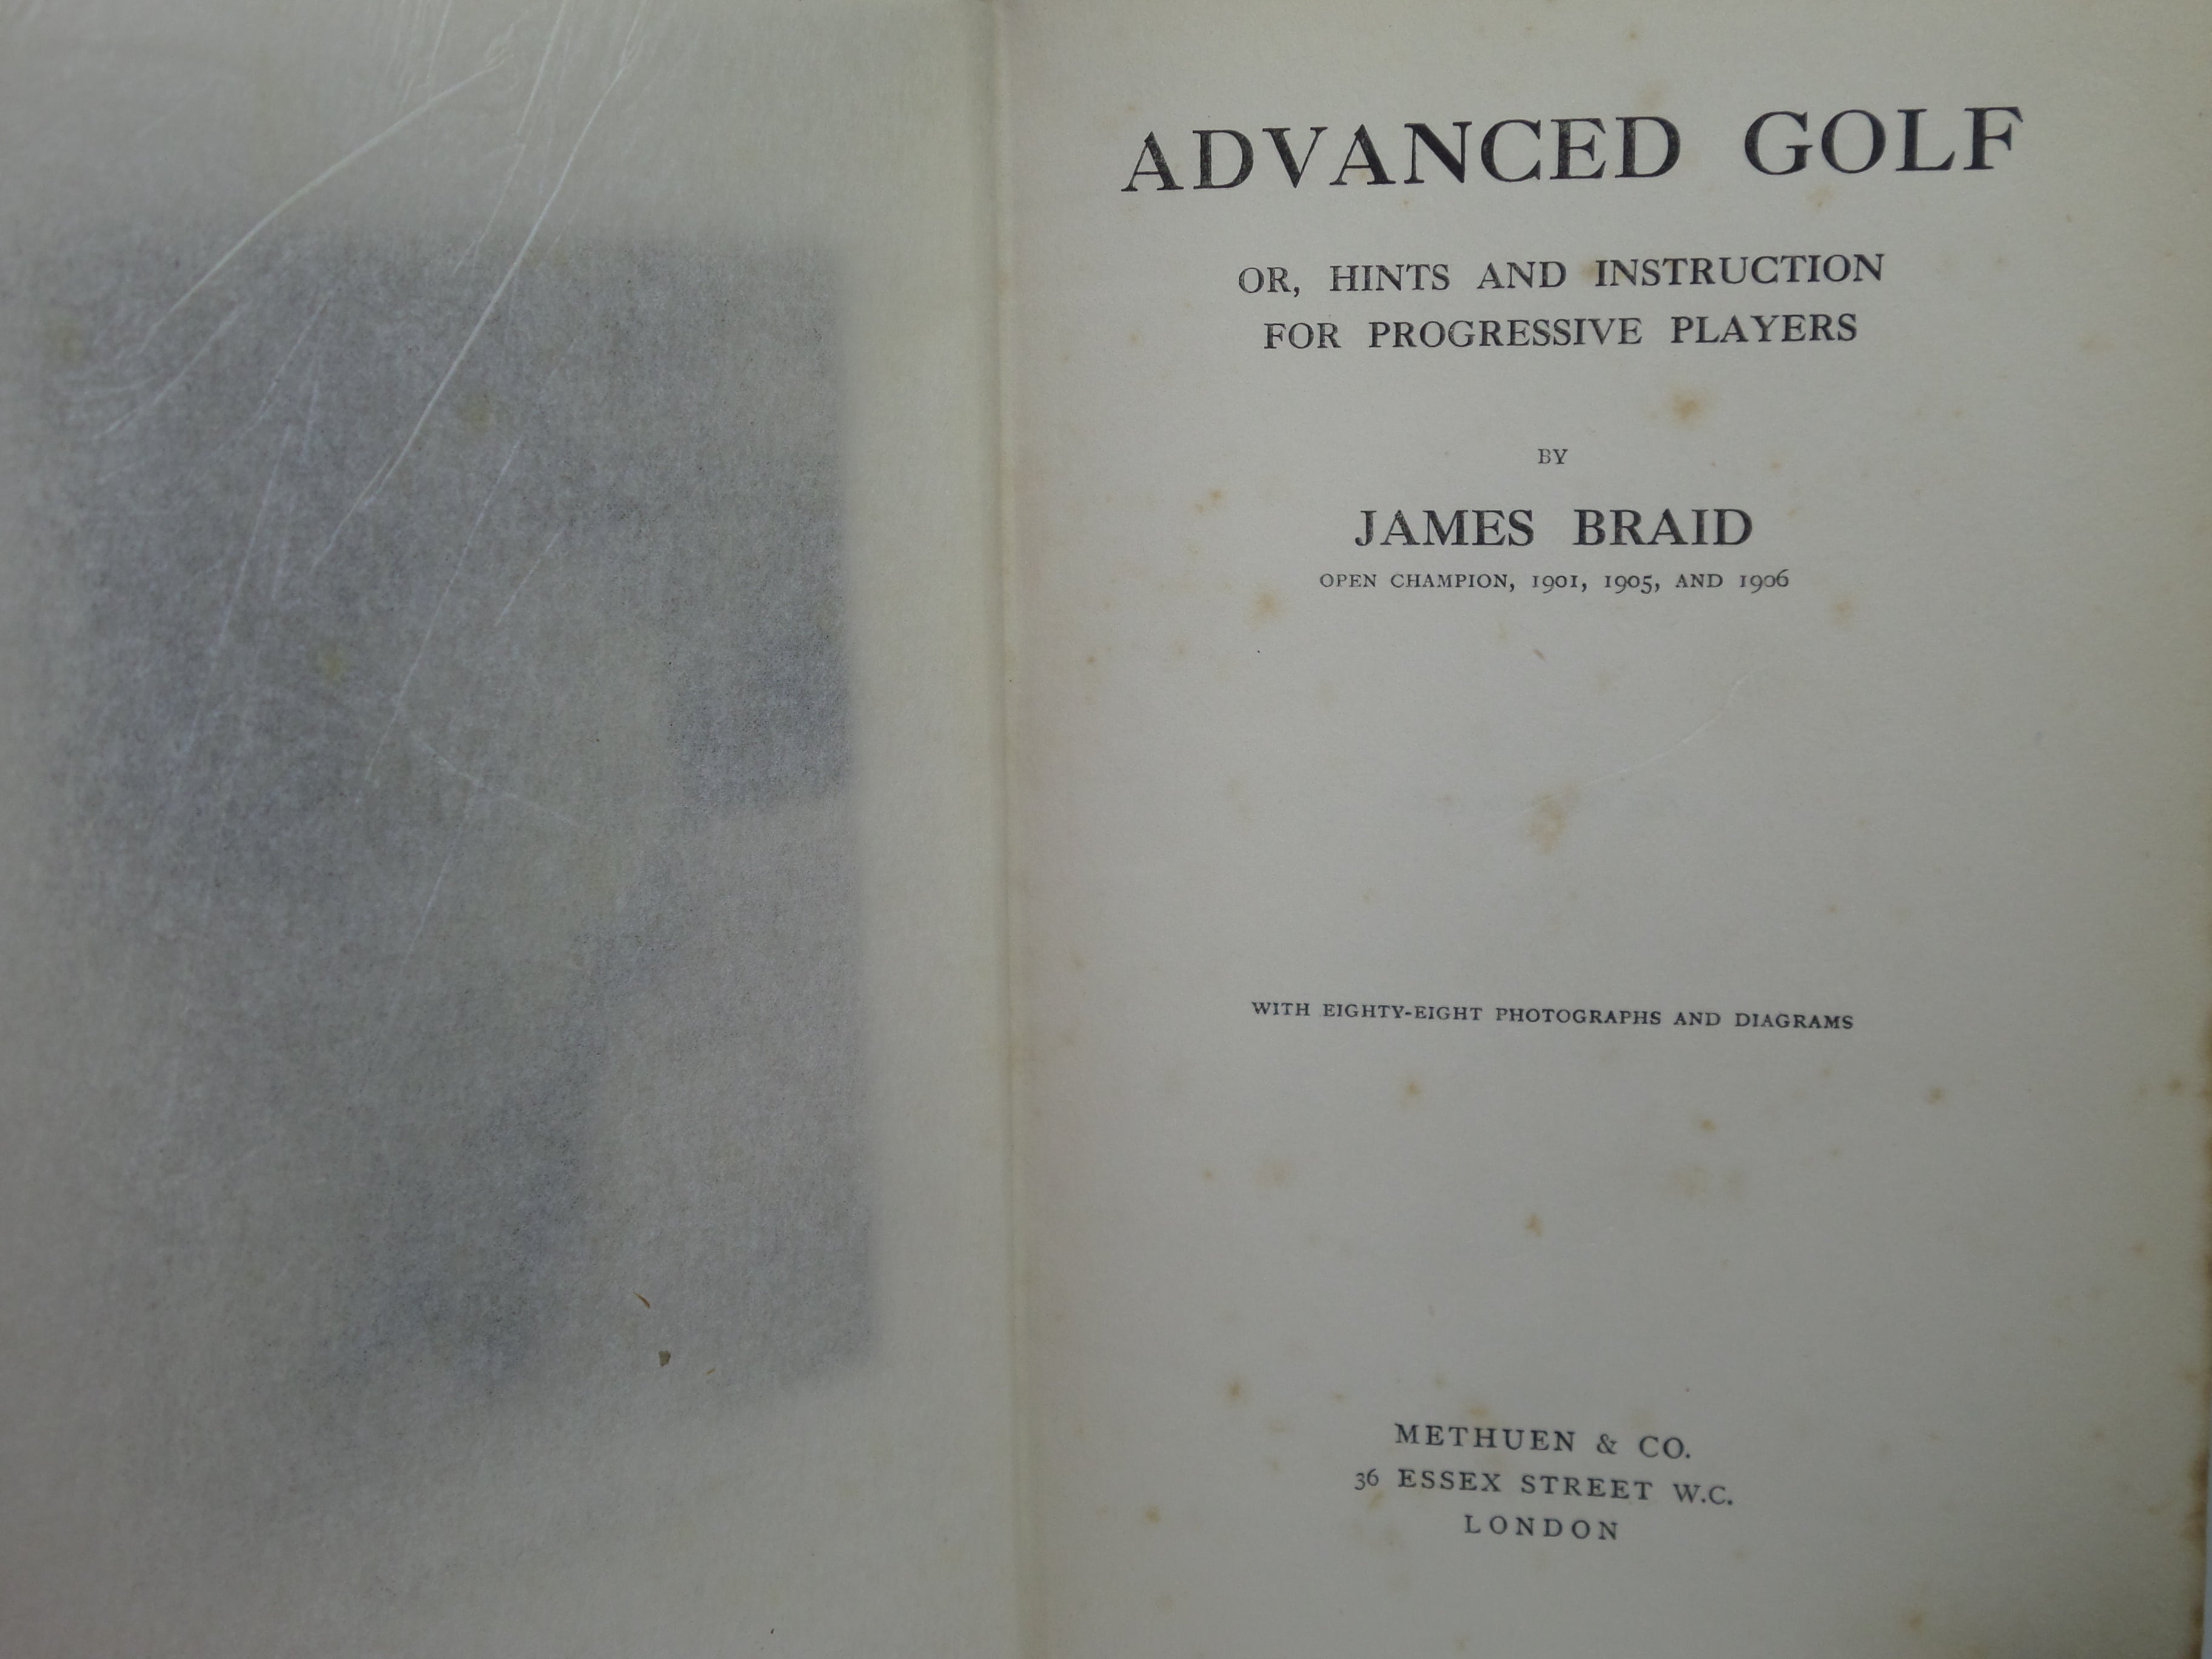 ADVANCED GOLF
OR, HINTS AND INSTRUCTION
FOR PROGRESSIVE PLAYERS
BY
JAMES BRAID
OPEN CHAMPION, 1901, 1905, AND 1906
WITH EIGHTY-EIGHT PHOTOGRAPHS AND DIAGRAMS
METHUEN & CO.
36 ESSEX STREET W.C.
LONDON